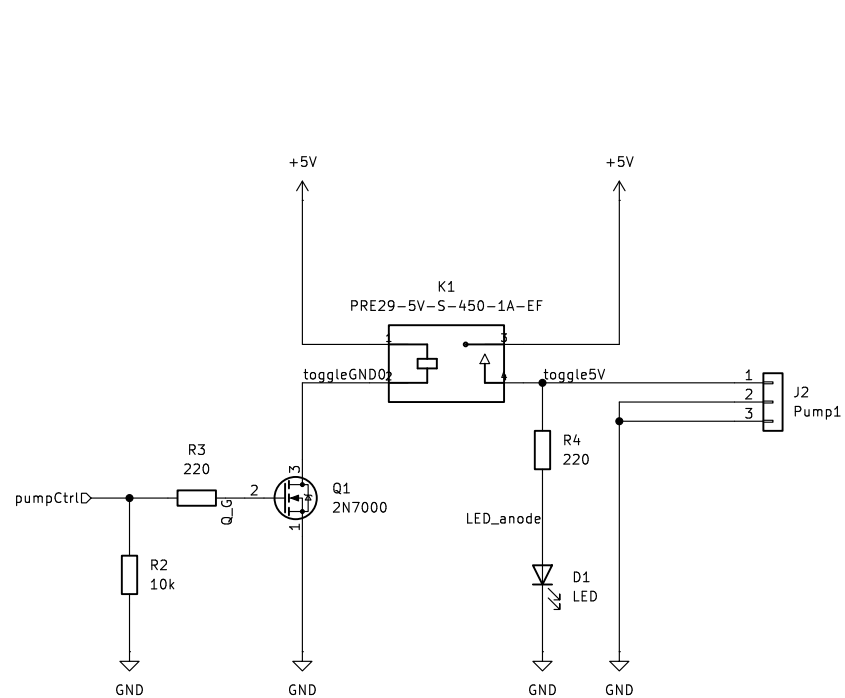 +5V
+5V
K1
PRE29-5V-S-450-1A-EF
1
3
toggleGND0
2
4
toggle5V
1
2
3
J2
Pump1
R3
220
R4
220
pumpCtrl
Q_G
2
3
1
Q1
2N7000
LED_anode
R2
10k
D1
LED
GND
GND
GND
GND